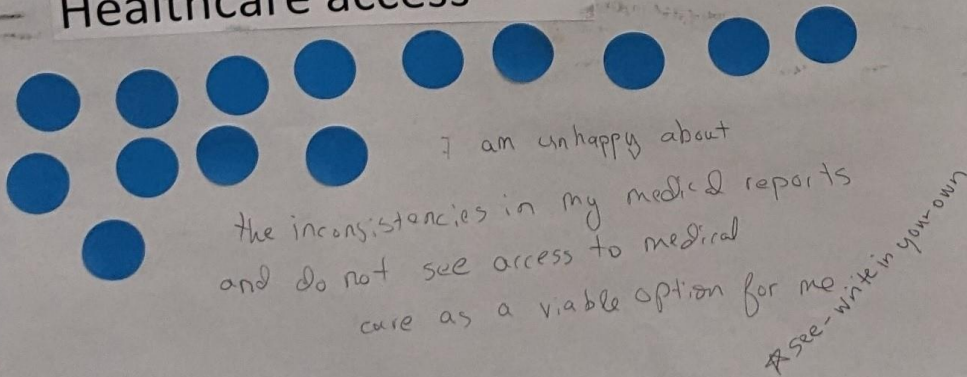 Healthcare access
I am unhappy about
the inconsistancies in my medical reports
and do not see access to medical
care as a viable option for me
☆ see - write in your own